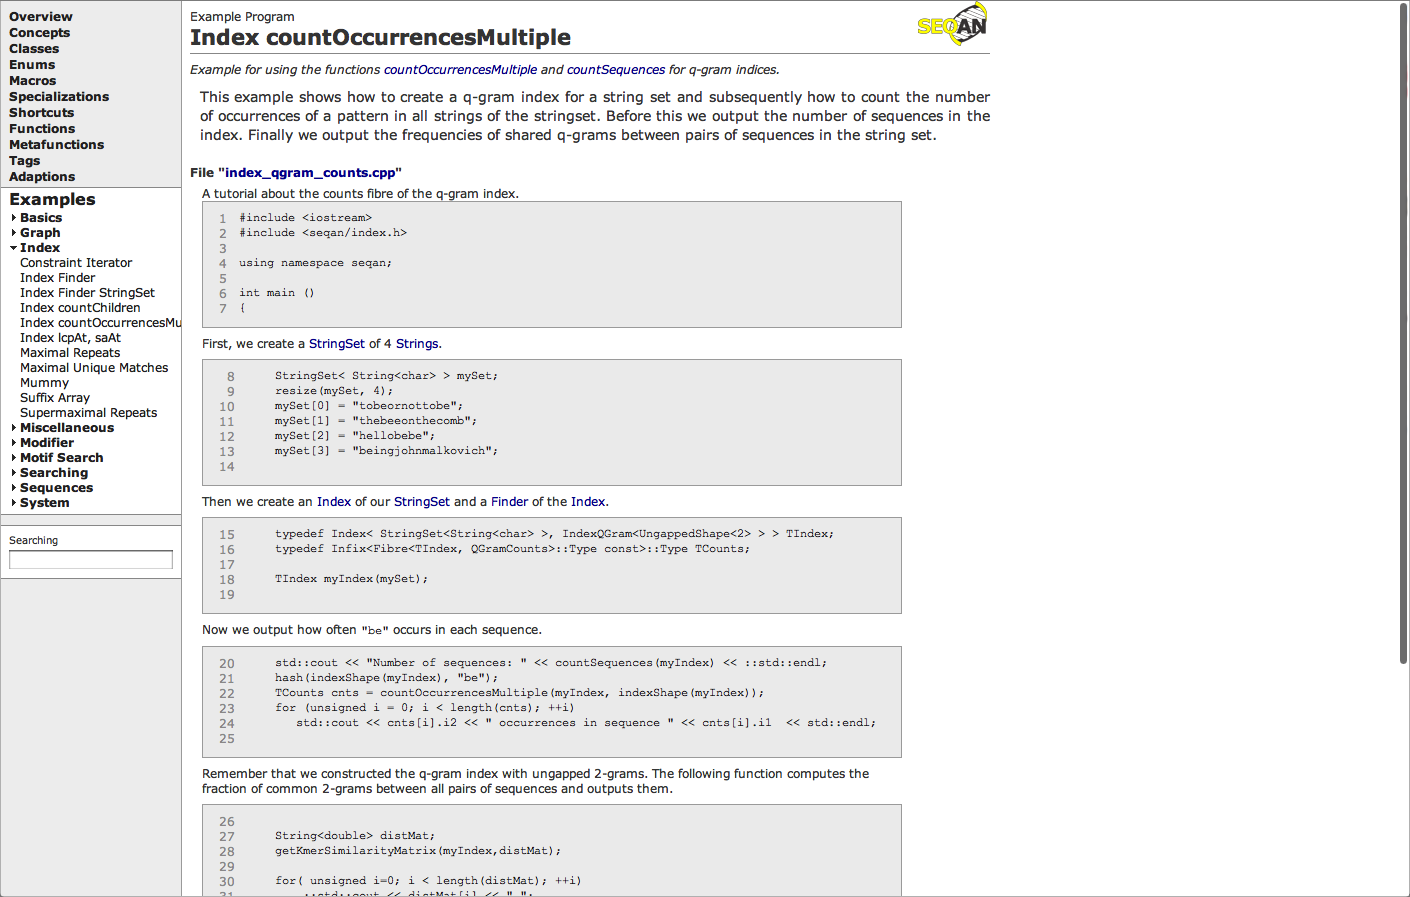 Overview
Concepts
Classes
Enums
Macros
Specializations
Shortcuts
Functions
Metafunctions
Tags
Adaptions
Examples
Basics
Graph
Index
Constraint Iterator
Index Finder
Index Finder StringSet
Index countChildren
Index countOccurrencesMu
Index lcpAt, saAt
Maximal Repeats
Maximal Unique Matches
Mummy
Suffix Array
Supermaximal Repeats
Miscellaneous
Modifier
Motif Search
Searching
Sequences
System
Searching
Example Program
SEQAN
Index countOccurrencesMultiple
Example for using the functions countOccurrencesMultiple and countSequences for q-gram indices.
This example shows how to create a q-gram index for a string set and subsequently how to count the number
of occurrences of a pattern in all strings of the stringset. Before this we output the number of sequences in the
index. Finally we output the frequencies of shared q-grams between pairs of sequences in the string set.
File "index_qgram_counts.cpp"
A tutorial about the counts fibre of the q-gram index.
1 #include <iostream>
2 #include <seqan/index.h>
3
4 using namespace seqan;
5
6 int main ()
7 {
First, we create a StringSet of 4 Strings.
8 StringSet< String<char> > mySet;
9 resize(mySet, 4);
10 mySet[0] = "tobeornottobe";
11 mySet[1] = "thebeeonthecomb";
12 mySet[2] = "hellobebe";
13 mySet[3] = "beingjohnmalkovich";
14
Then we create an Index of our StringSet and a Finder of the Index.
15 typedef Index< StringSet<String<char> >, IndexQGram<UngappedShape<2> > > TIndex;
16 typedef Infix<Fibre<TIndex, QGramCounts>::Type const>::Type TCounts;
17
18 TIndex myIndex(mySet);
19
Now we output how often "be" occurs in each sequence.
20 std::cout << "Number of sequences: " << countSequences(myIndex) << ::std::endl;
21 hash(indexShape(myIndex), "be");
22 TCounts cnts = countOccurrencesMultiple(myIndex, indexShape(myIndex));
23 for (unsigned i = 0; i < length(cnts); ++i)
24 std::cout << cnts[i].i2 << " occurrences in sequence " << cnts[i].i1 << std::endl;
25
Remember that we constructed the q-gram index with ungapped 2-grams. The following function computes the
fraction of common 2-grams between all pairs of sequences and outputs them.
26
27 String<double> distMat;
28 getKmerSimilarityMatrix(myIndex,distMat);
29
30 for( unsigned i=0; i < length(distMat); ++i)
31 ::std::cout << distMat[i] << " ";